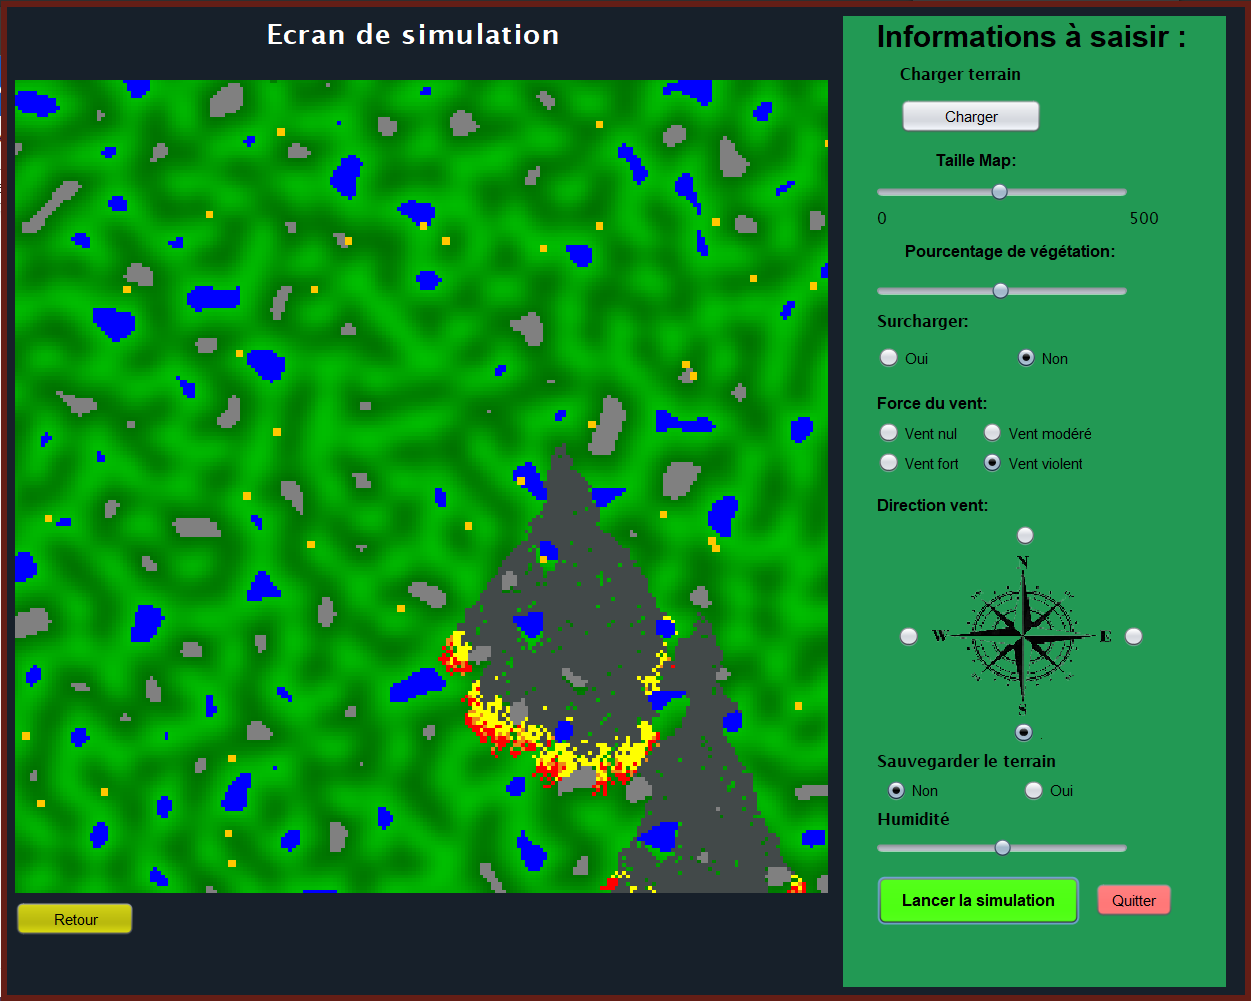 Ecran de simulation
Informations à saisir :
Charger terrain
Charger
Taille Map:
0 500
Pourcentage de végétation:
Surcharger:
Oui Non
Force du vent:
Vent nul Vent modéré
Vent fort Vent violent
Direction vent:
N
W E
S
Sauvegarder le terrain
Non Oui
Humidité
Lancer la simulation Quitter
Retour